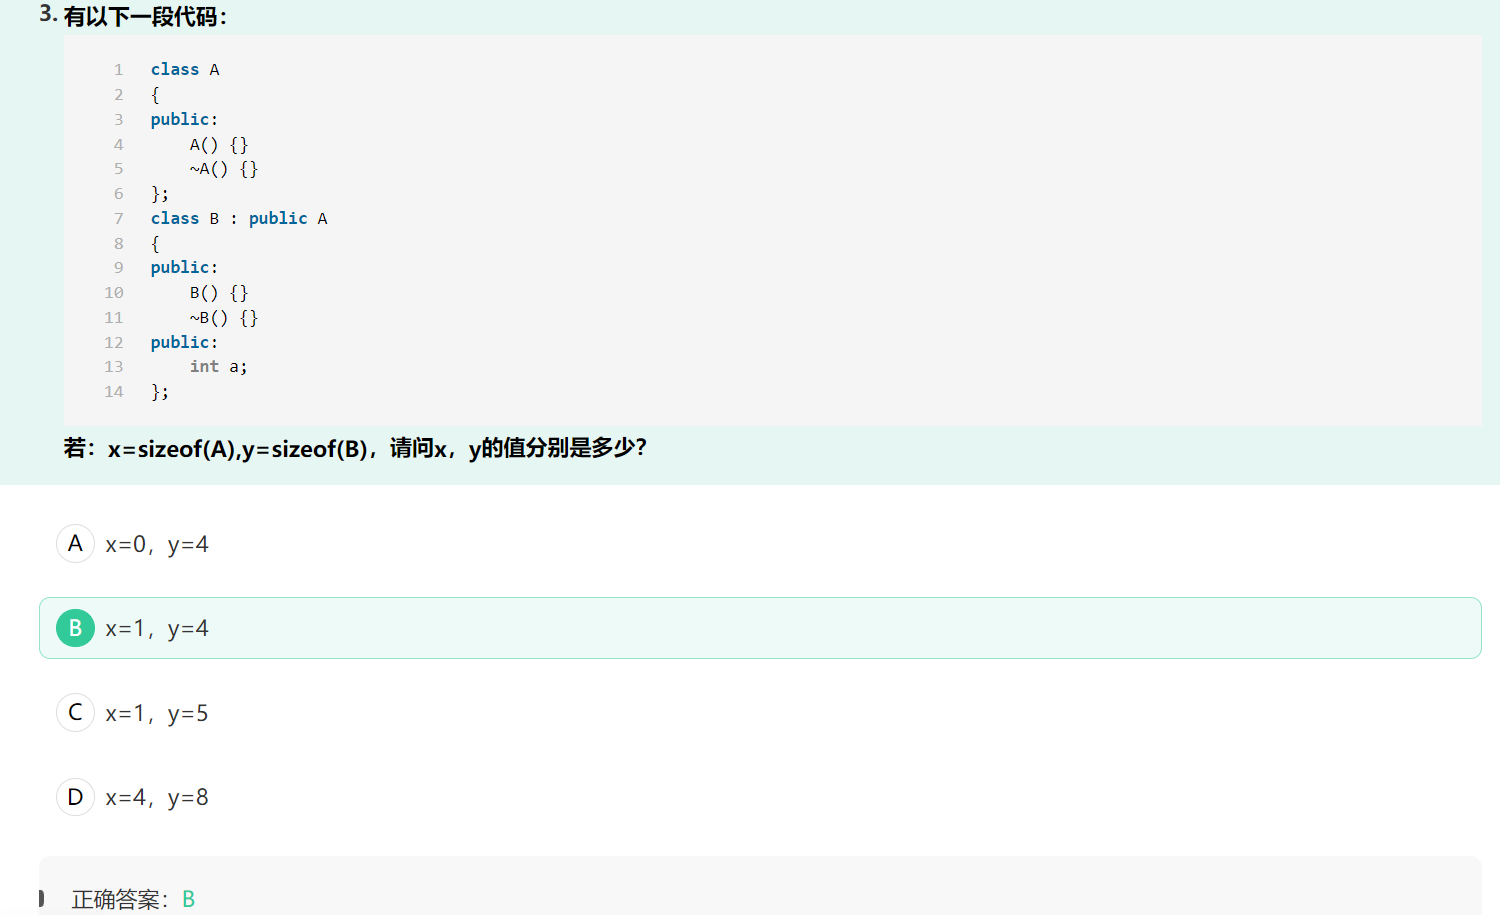 3. 有以下一段代码：
1 class A
2 {
3 public:
4     A() {}
5     ~A() {}
6 };
7 class B : public A
8 {
9 public:
10     B() {}
11     ~B() {}
12 public:
13     int a;
14 };
若：x=sizeof(A),y=sizeof(B)，请问x，y的值分别是多少？
A x=0，y=4
B x=1，y=4
C x=1，y=5
D x=4，y=8
正确答案：B